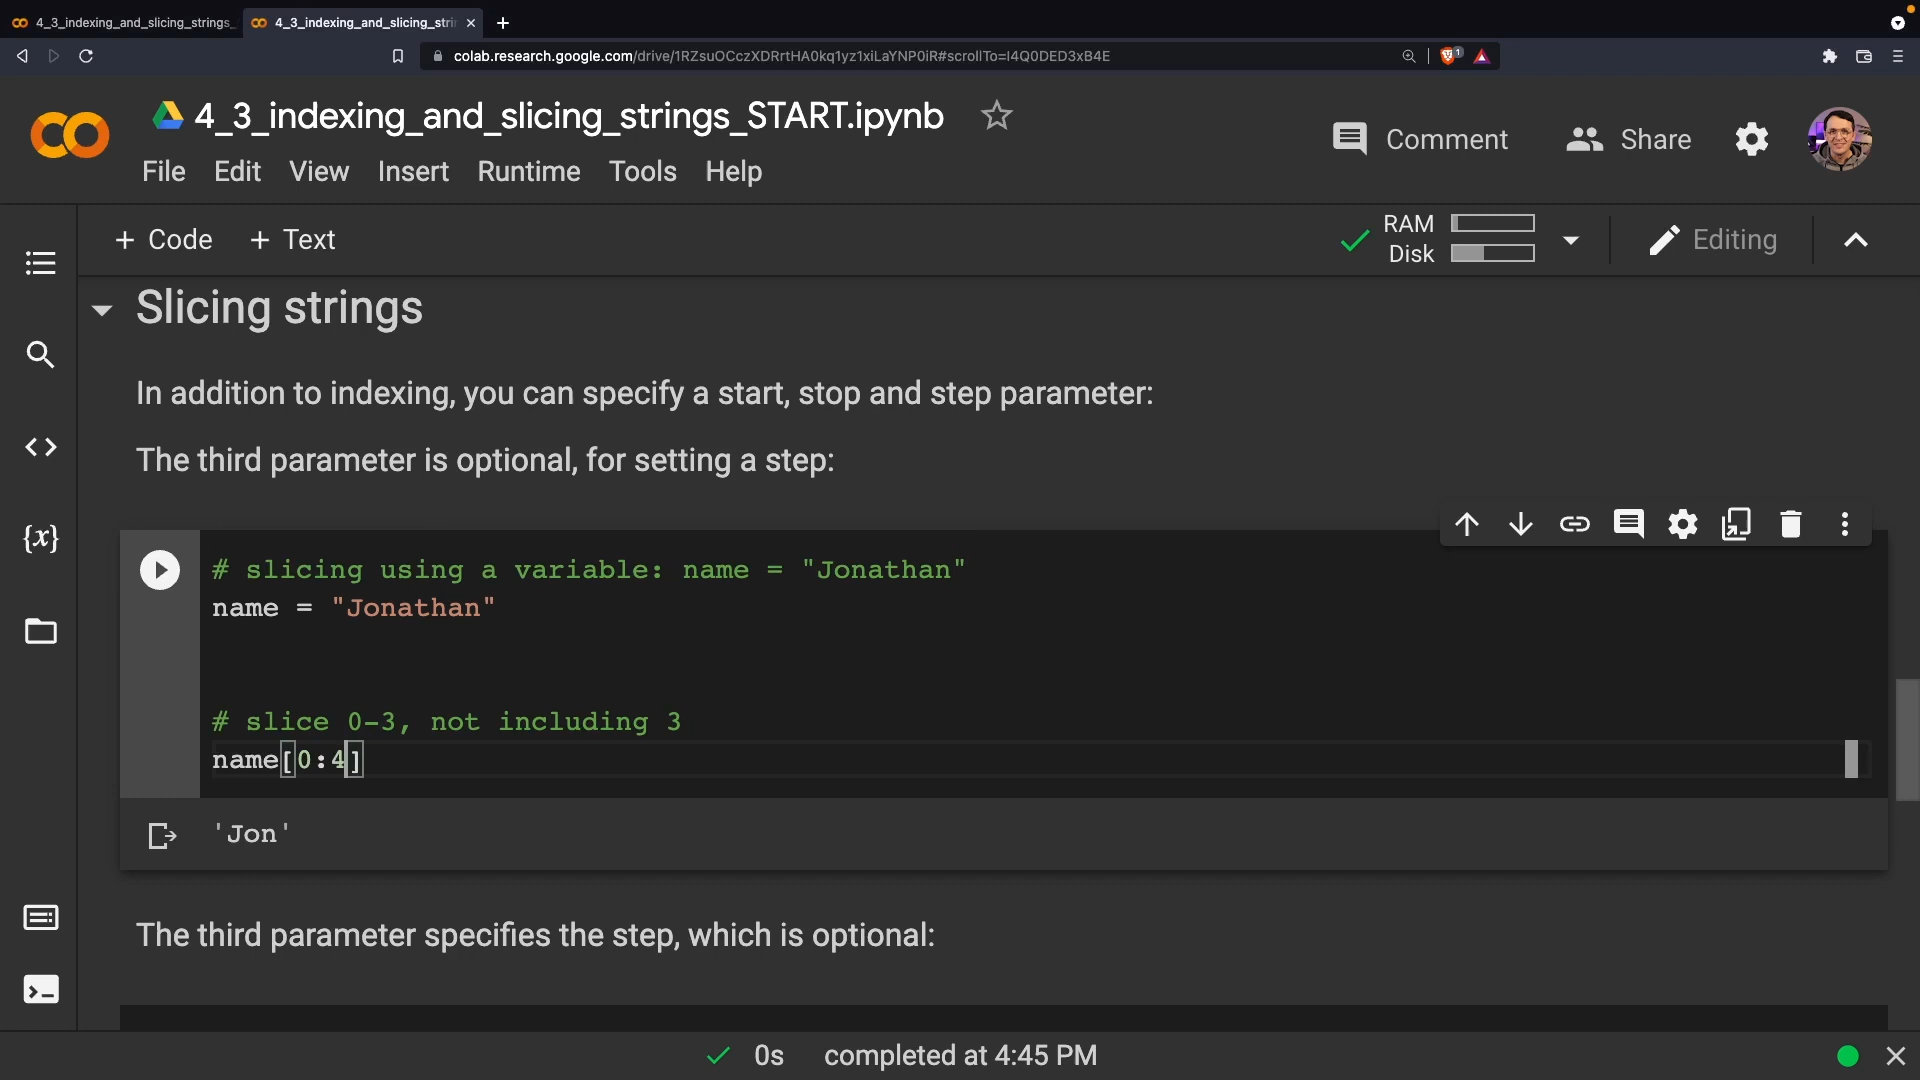 4_3_indexing_and_slicing_strings_
4_3_indexing_and_slicing_stri
colab.research.google.com/drive/1RZsuOCczXDRrtHA0kq1yz1xiLaYNP0iR#scrollTo=I4Q0DED3xB4E
1
4_3_indexing_and_slicing_strings_START.ipynb
Comment
Share
File Edit View Insert Runtime Tools Help
+ Code + Text
RAM
Disk
Editing
Slicing strings
In addition to indexing, you can specify a start, stop and step parameter:
The third parameter is optional, for setting a step:
{x}
# slicing using a variable: name = "Jonathan"
name = "Jonathan"
# slice 0-3, not including 3
name[0:4]
'Jon'
The third parameter specifies the step, which is optional:
0s completed at 4:45 PM